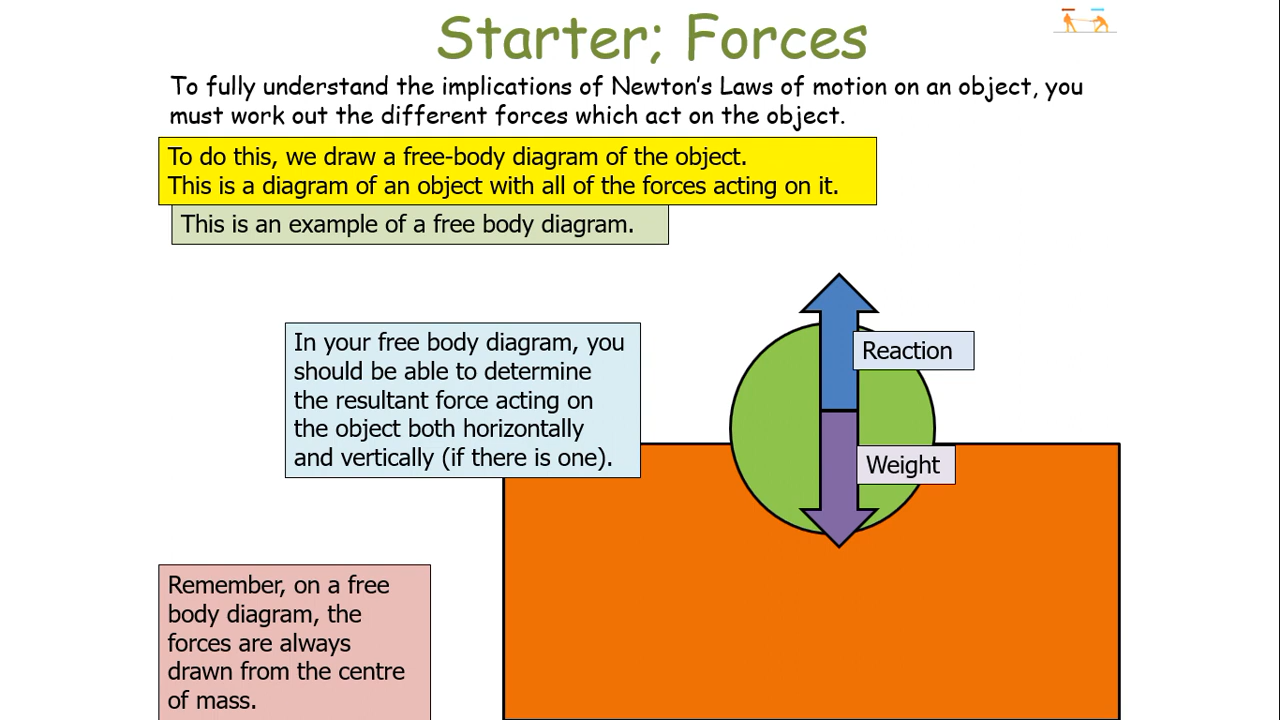 Starter; Forces
To fully understand the implications of Newton's Laws of motion on an object, you
must work out the different forces which act on the object.
To do this, we draw a free-body diagram of the object.
This is a diagram of an object with all of the forces acting on it.
This is an example of a free body diagram.
In your free body diagram, you
should be able to determine
the resultant force acting on
the object both horizontally
and vertically (if there is one).
Reaction
Weight
Remember, on a free
body diagram, the
forces are always
drawn from the centre
of mass.